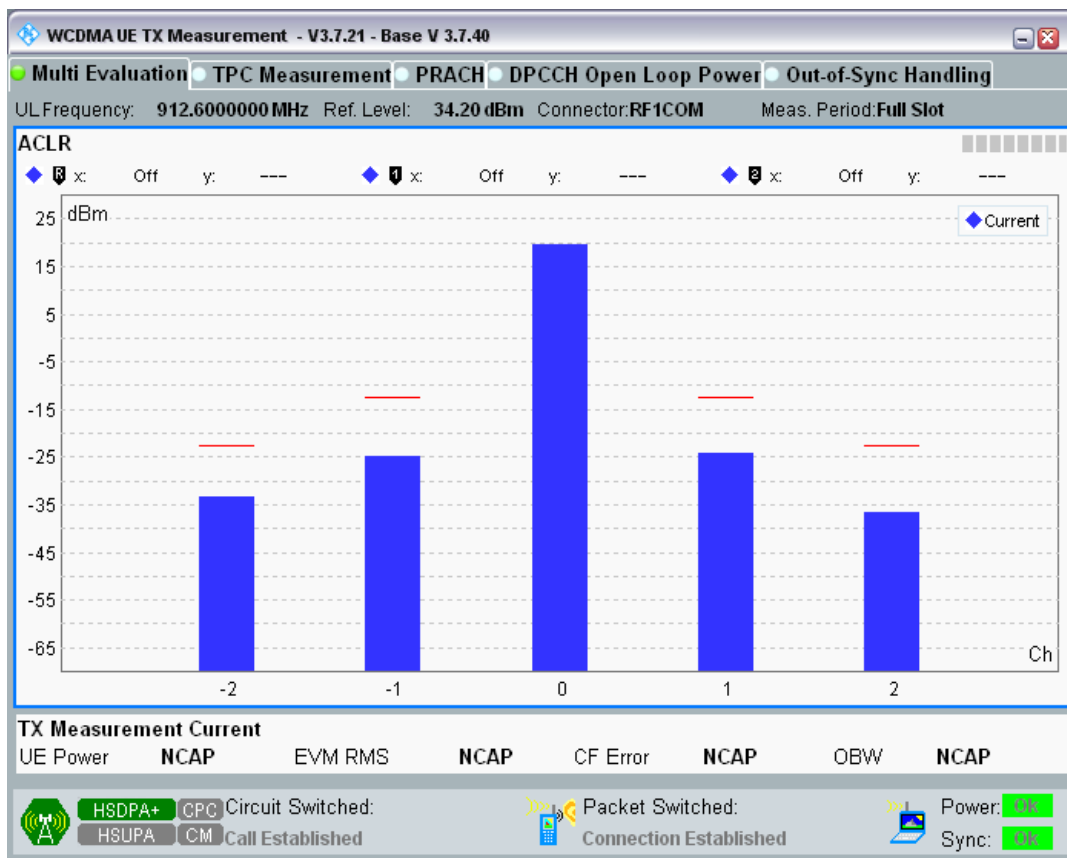 WCDMA UE TX Measurement - V3.7.21 - Base V 3.7.40
Multi Evaluation TPC Measurement PRACH DPCCH Open Loop Power Out-of-Sync Handling
UL Frequency: 912.6000000 MHz Ref. Level: 34.20 dBm Connector:RF1COM Meas. Period:Full Slot
ACLR
R x: Off y: --- 1 x: Off y: --- 2 x: Off y: ---
dBm
Current
25
15
5
-5
-15
-25
-35
-45
-55
-65
Ch
-2 -1 0 1 2
TX Measurement Current
UE Power NCAP EVM RMS NCAP CF Error NCAP OBW NCAP
HSDPA+ CPC Circuit Switched: Packet Switched: Power: Ok
HSUPA CM Call Established Connection Established Sync: Ok